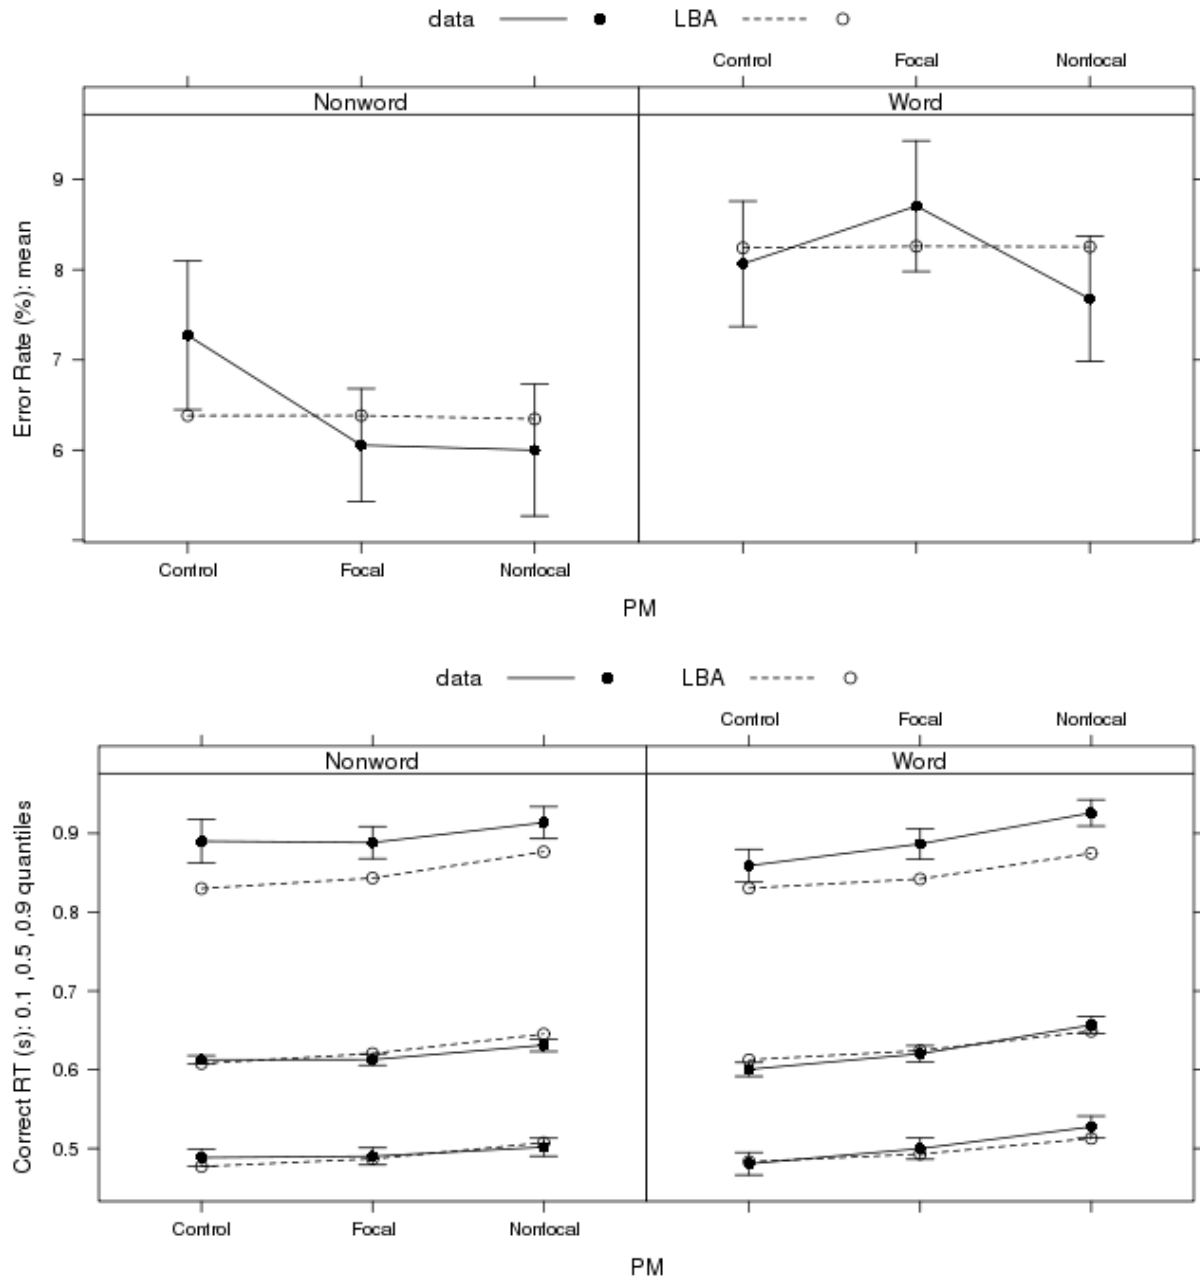 data LBA
Control Focal Nonfocal
Nonword Word
Error Rate (%): mean
9
8
7
6
Control Focal Nonfocal
PM
data LBA
Control Focal Nonfocal
Nonword Word
Correct RT (s): 0.1 ,0.5 ,0.9 quantiles
0.9
0.8
0.7
0.6
0.5
Control Focal Nonfocal
PM